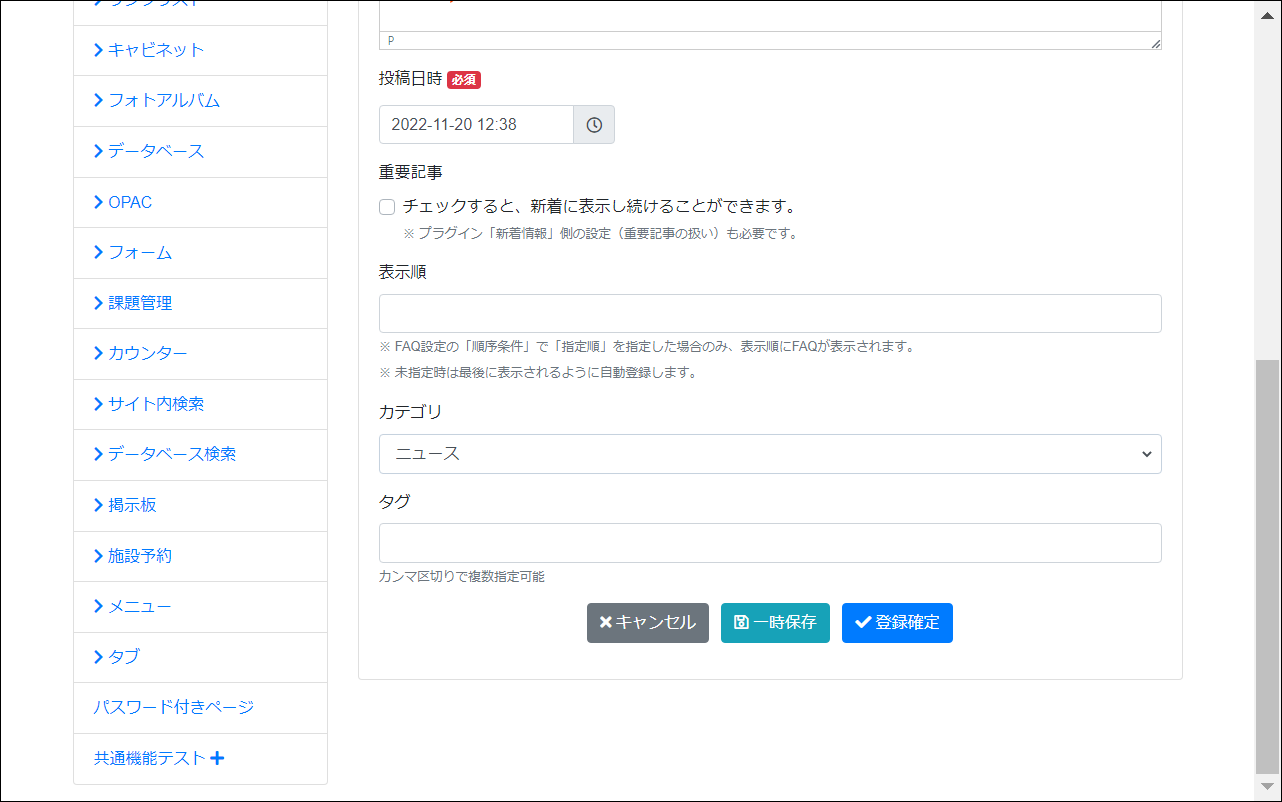 キャビネット
フォトアルバム
データベース
OPAC
フォーム
課題管理
カウンター
サイト内検索
データベース検索
掲示板
施設予約
メニュー
タブ
パスワード付きページ
共通機能テスト
P
投稿日時 必須
2022-11-20 12:38
重要記事
チェックすると、新着に表示し続けることができます。
※ プラグイン「新着情報」側の設定（重要記事の扱い）も必要です。
表示順
※ FAQ設定の「順序条件」で「指定順」を指定した場合のみ、表示順にFAQが表示されます。
※ 未指定時は最後に表示されるように自動登録します。
カテゴリ
ニュース
タグ
カンマ区切りで複数指定可能
キャンセル 一時保存 登録確定